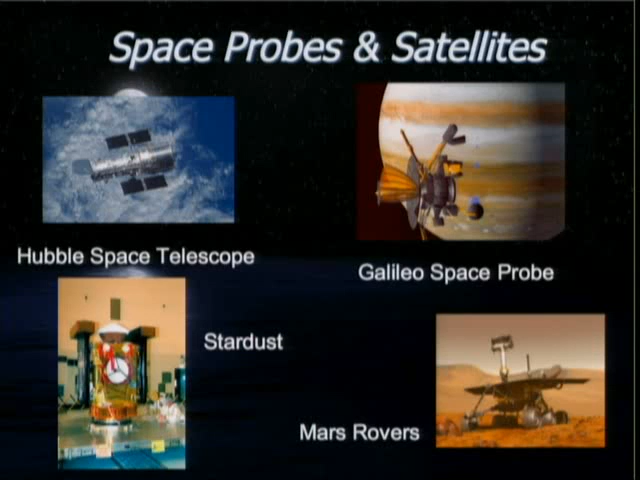 Space Probes & Satellites
Hubble Space Telescope
Galileo Space Probe
Stardust
Mars Rovers